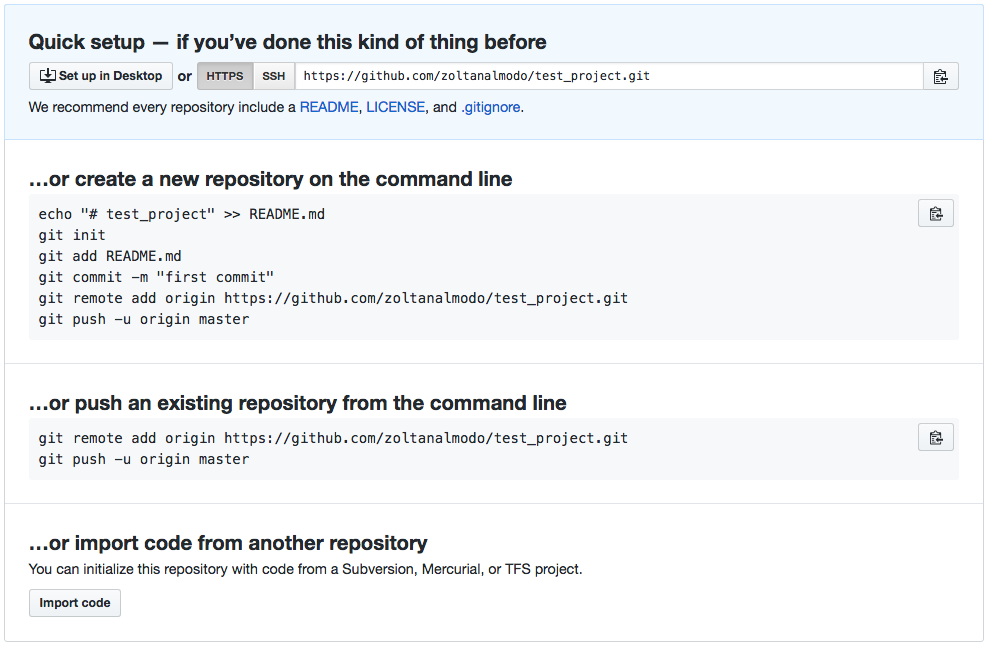 Quick setup — if you’ve done this kind of thing before
Set up in Desktop or HTTPS SSH https://github.com/zoltanalmodo/test_project.git
We recommend every repository include a README, LICENSE, and .gitignore.
…or create a new repository on the command line
echo "# test_project" >> README.md
git init
git add README.md
git commit -m "first commit"
git remote add origin https://github.com/zoltanalmodo/test_project.git
git push -u origin master
…or push an existing repository from the command line
git remote add origin https://github.com/zoltanalmodo/test_project.git
git push -u origin master
…or import code from another repository
You can initialize this repository with code from a Subversion, Mercurial, or TFS project.
Import code